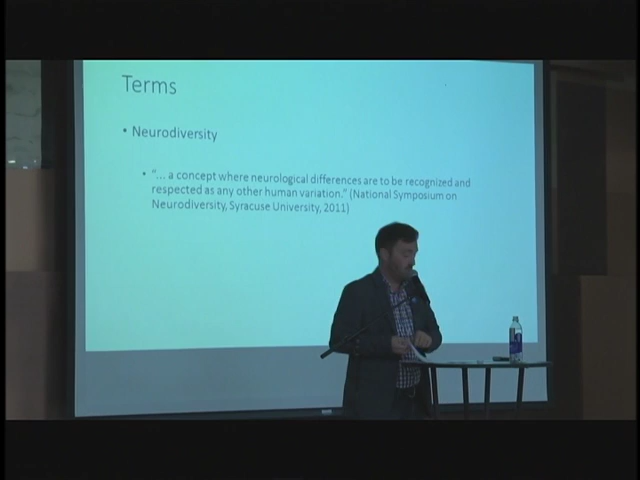 Terms
• Neurodiversity
• "... a concept where neurological differences are to be recognized and
respected as any other human variation." (National Symposium on
Neurodiversity, Syracuse University, 2011)